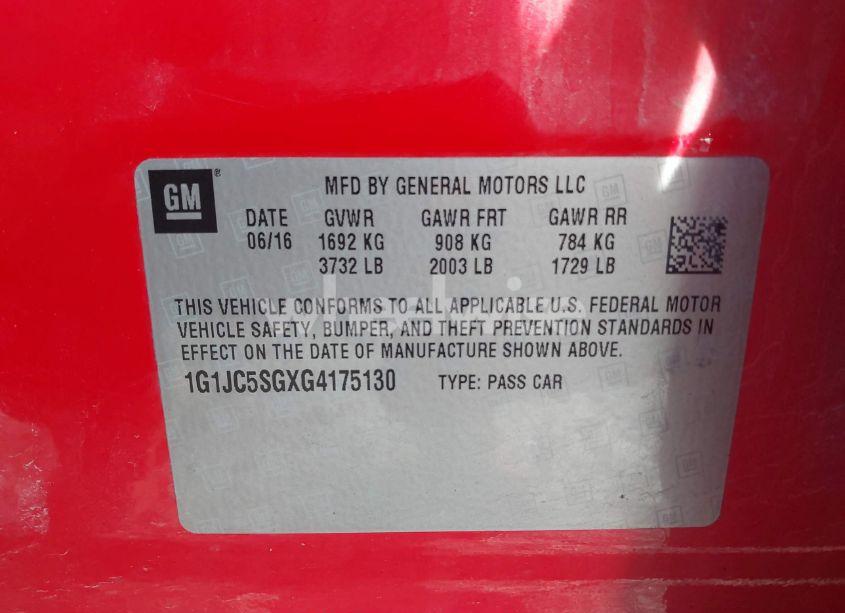 GM ®
MFD BY GENERAL MOTORS LLC
DATE GVWR GAWR FRT GAWR RR
06/16 1692 KG 908 KG 784 KG
3732 LB 2003 LB 1729 LB
THIS VEHICLE CONFORMS TO ALL APPLICABLE U.S. FEDERAL MOTOR
VEHICLE SAFETY, BUMPER, AND THEFT PREVENTION STANDARDS IN
EFFECT ON THE DATE OF MANUFACTURE SHOWN ABOVE.
1G1JC5SGXG4175130 TYPE: PASS CAR